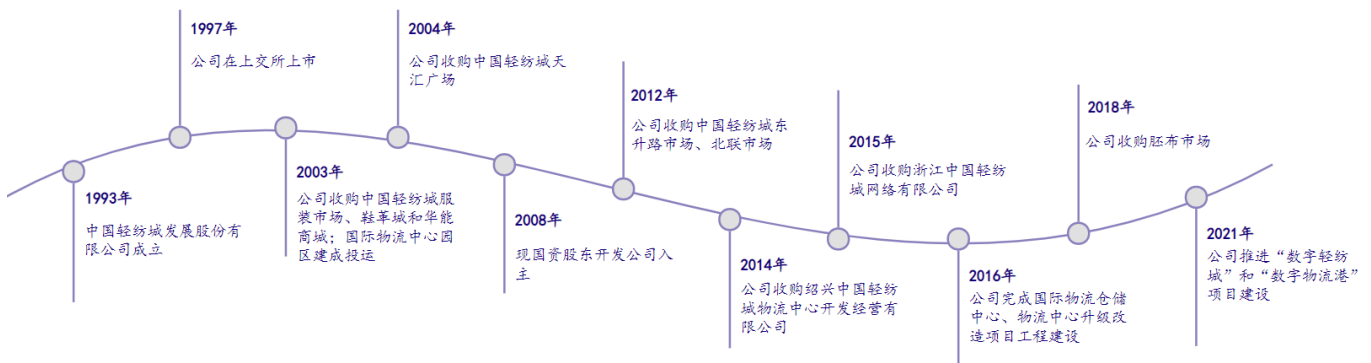 1993年
中国轻纺城发展股份有
限公司成立
1997年
公司在上交所上市
2003年
公司收购中国轻纺城服
装市场、鞋革城和华能
商城；国际物流中心园
区建成投运
2004年
公司收购中国轻纺城天
汇广场
2008年
现国资股东开发公司入
主
2012年
公司收购中国轻纺城东
升路市场、北联市场
2014年
公司收购绍兴中国轻纺
城物流中心开发经营有
限公司
2015年
公司收购浙江中国轻纺
城网络有限公司
2016年
公司完成国际物流仓储
中心、物流中心升级改
造项目工程建设
2018年
公司收购胚布市场
2021年
公司推进“数字轻纺
城”和“数字物流港”
项目建设